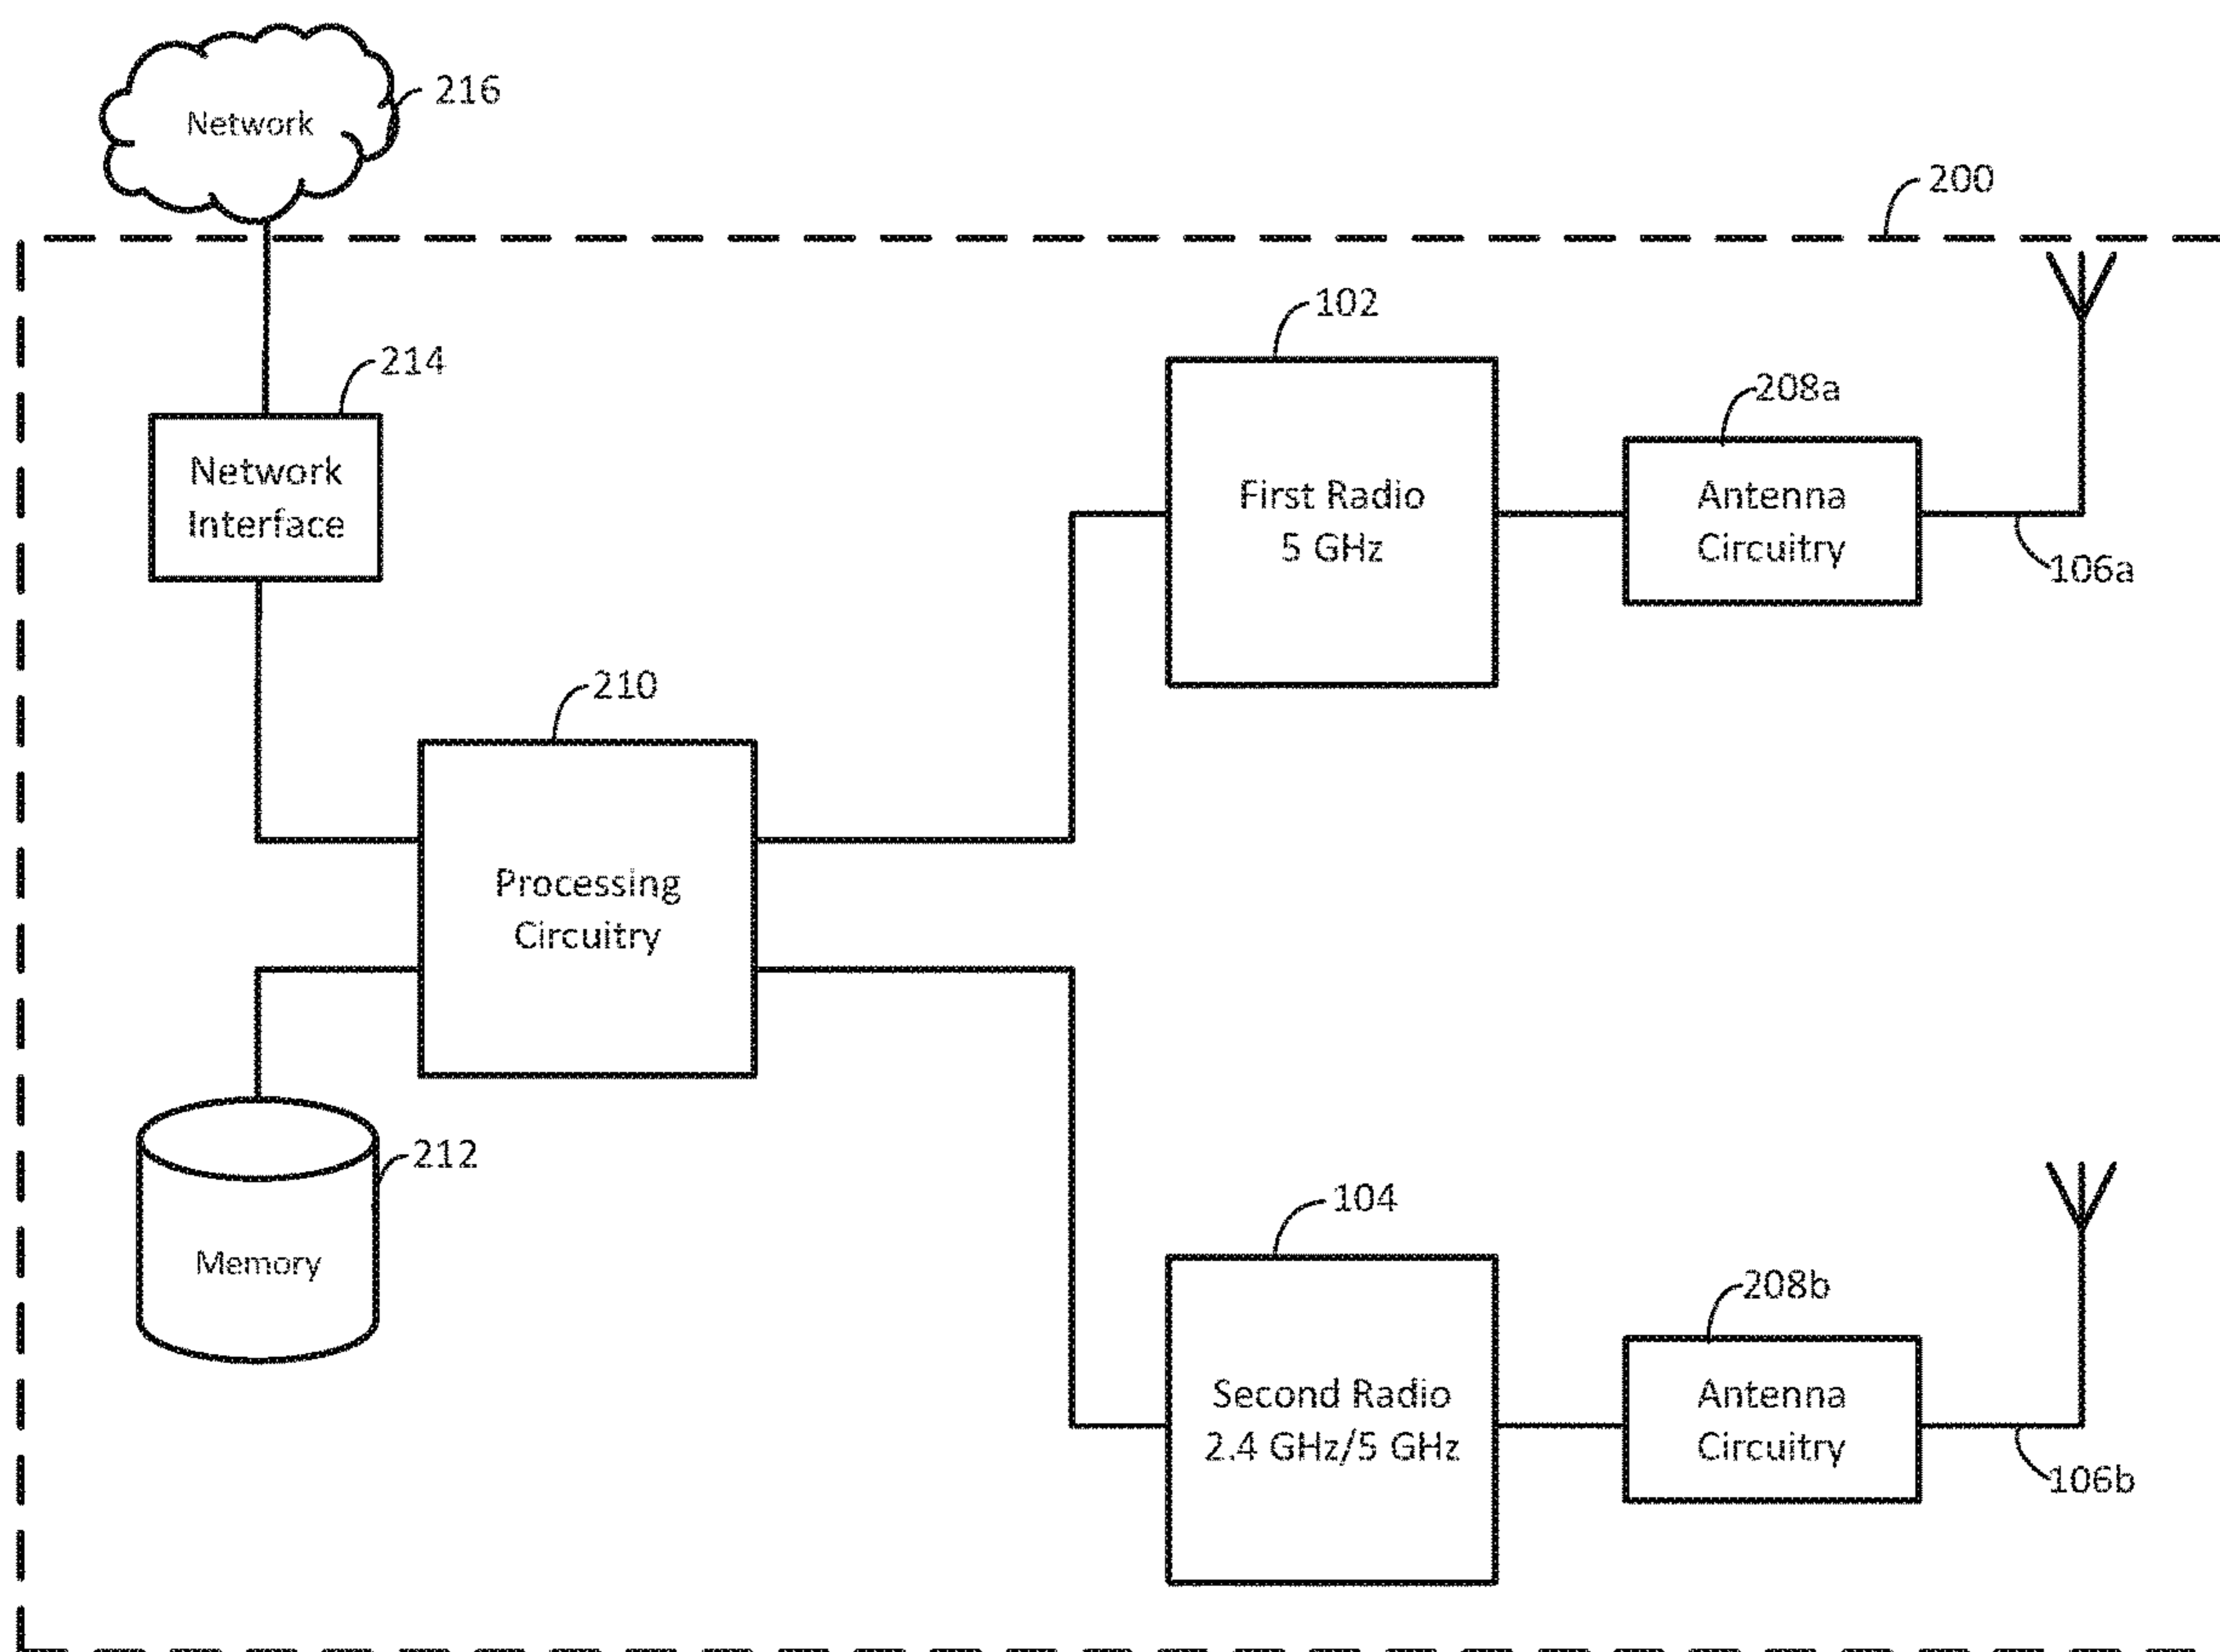 216
Network
200
102
214
208a
Network
Interface
First Radio
5 GHz
Antenna
Circuitry
106a
210
Processing
Circuitry
212
Memory
104
208b
Second Radio
2.4 GHz/5 GHz
Antenna
Circuitry
106b